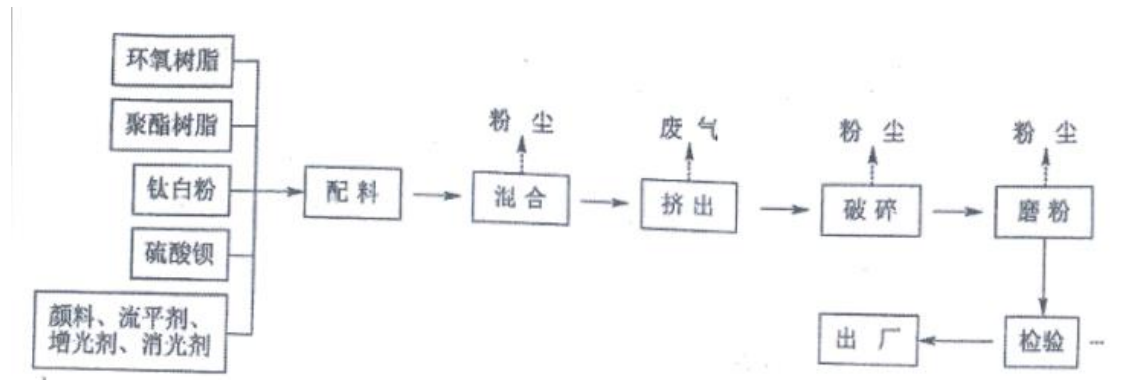 环氧树脂
聚酯树脂
钛白粉
硫酸钡
颜料、流平剂、
增光剂、消光剂
配料
粉尘
混合
废气
挤出
粉尘
破碎
粉尘
磨粉
检验
出厂